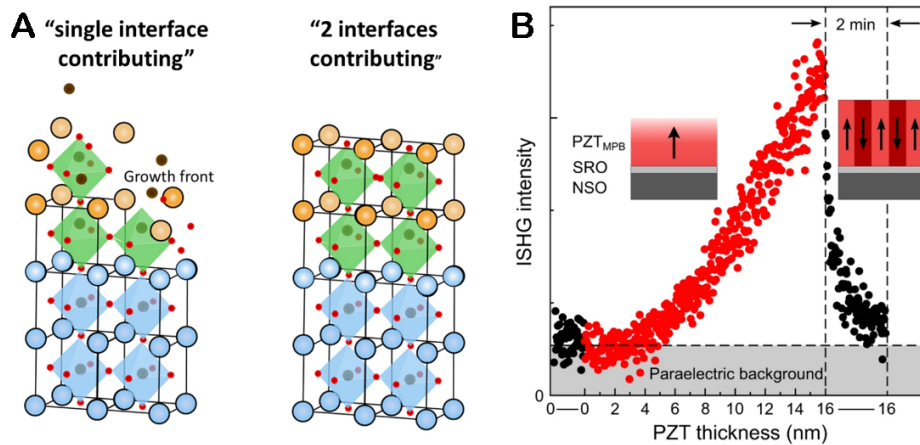 A
“single interface
contributing”
“2 interfaces
contributing”
Growth front
B
2 min
ISHG intensity
PZTMPB
SRO
NSO
Paraelectric background
0
0—0 2 4 6 8 10 12 14 16 —— 16
PZT thickness (nm)